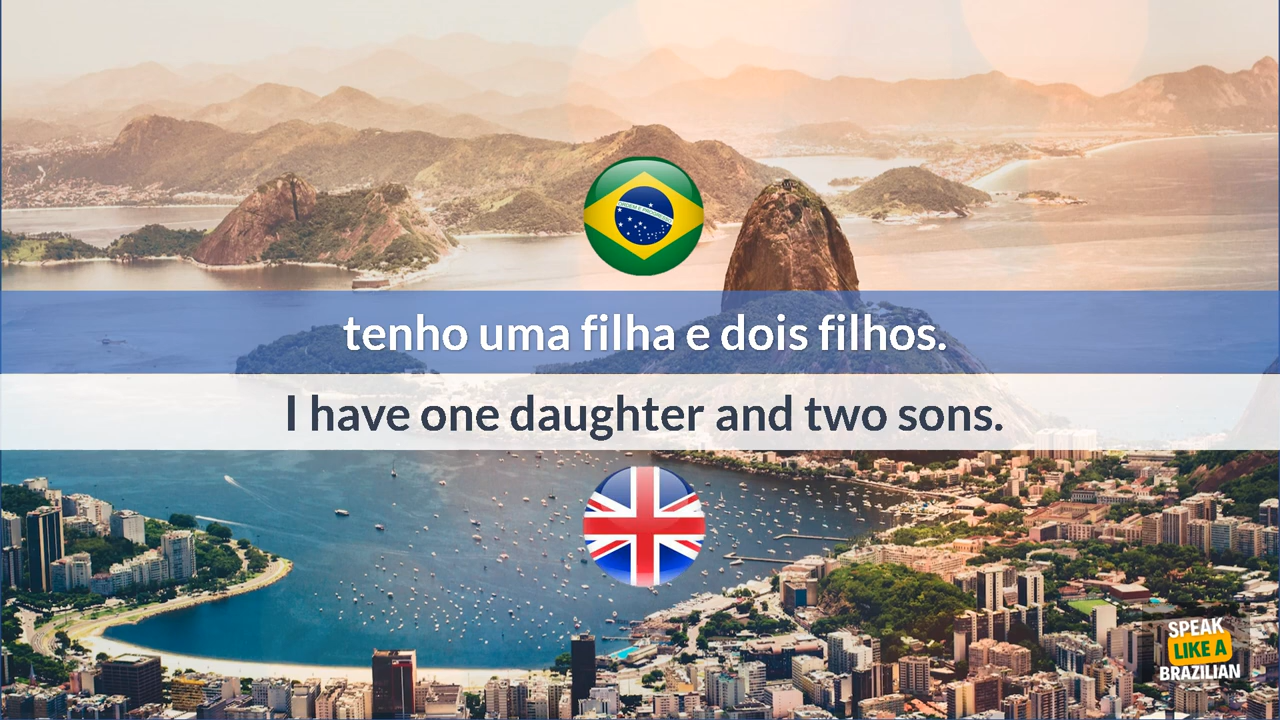 tenho uma filha e dois filhos.
I have one daughter and two sons.
SPEAK
LIKE A
BRAZILIAN